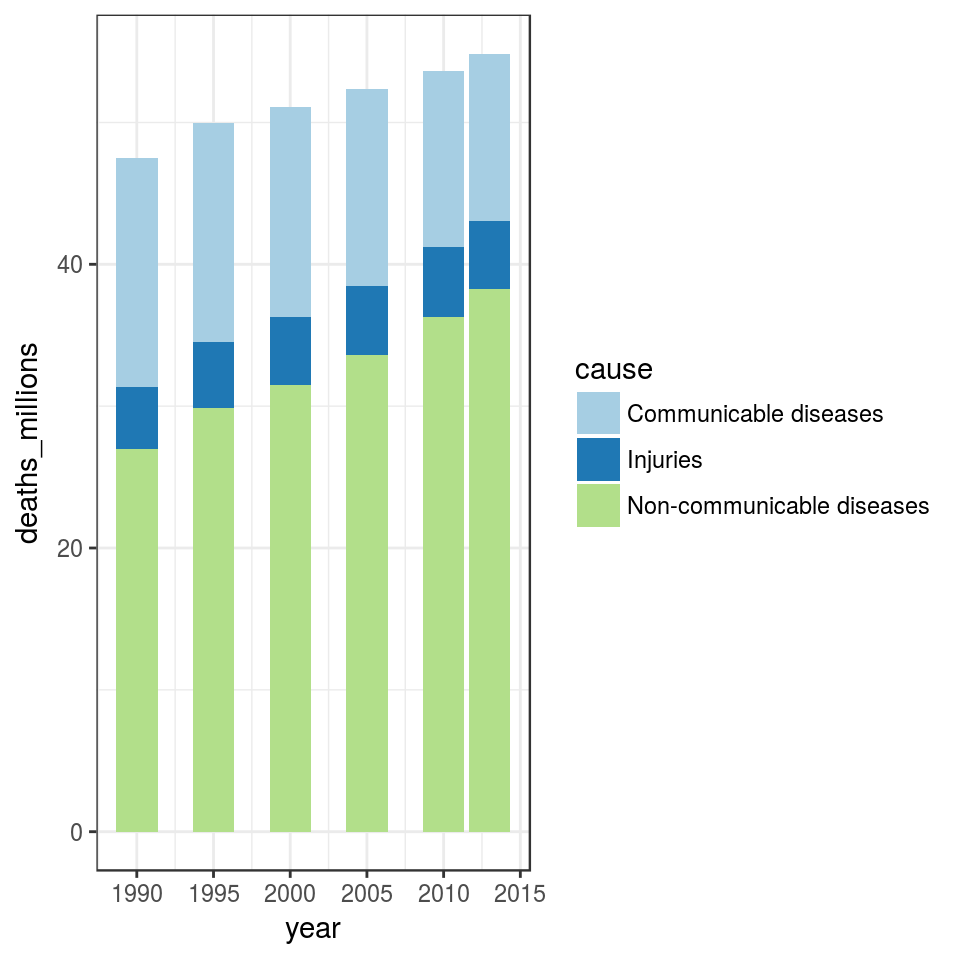 deaths_millions
40
20
0
1990 1995 2000 2005 2010 2015
year
cause
Communicable diseases
Injuries
Non-communicable diseases